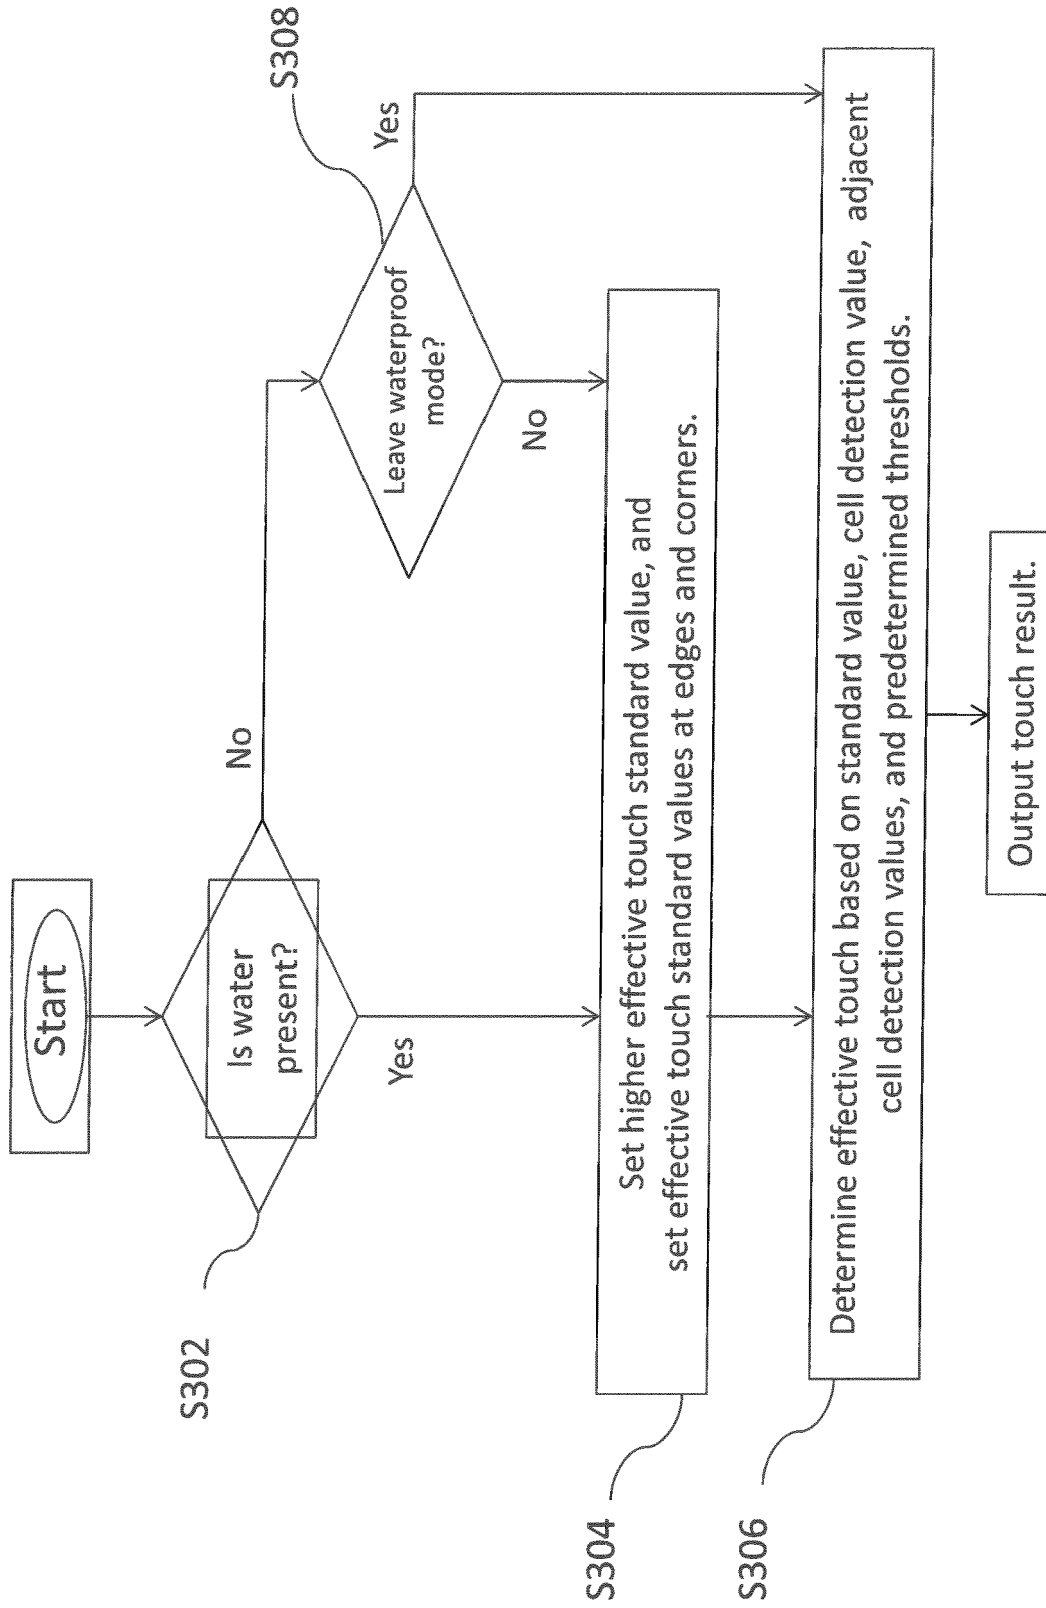 Start
S302
Is water
present?
No
Yes
S308
Leave waterproof
mode?
Yes
No
S304
Set higher effective touch standard value, and
set effective touch standard values at edges and corners.
S306
Determine effective touch based on standard value, cell detection value, adjacent
cell detection values, and predetermined thresholds.
Output touch result.